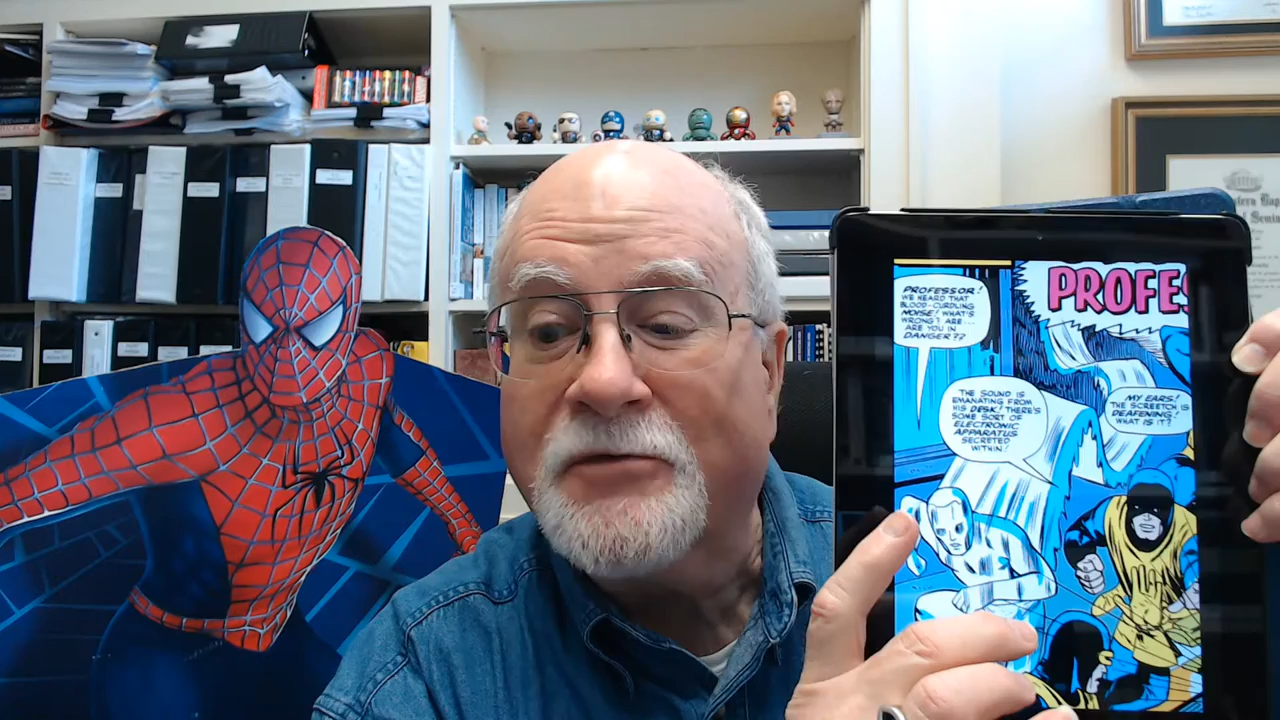 PROFESSOR!
WE HEARD THAT
BLOOD-CURDLING
NOISE! WHAT'S
WRONG? ARE...
ARE YOU IN
DANGER??
PROFES
THE SOUND IS
EMANATING FROM
HIS DESK! THERE'S
SOME SORT OF
ELECTRONIC
APPARATUS
SECRETED
WITHIN!
MY EARS!
THE SCREECH IS
DEAFENING!
WHAT IS IT?